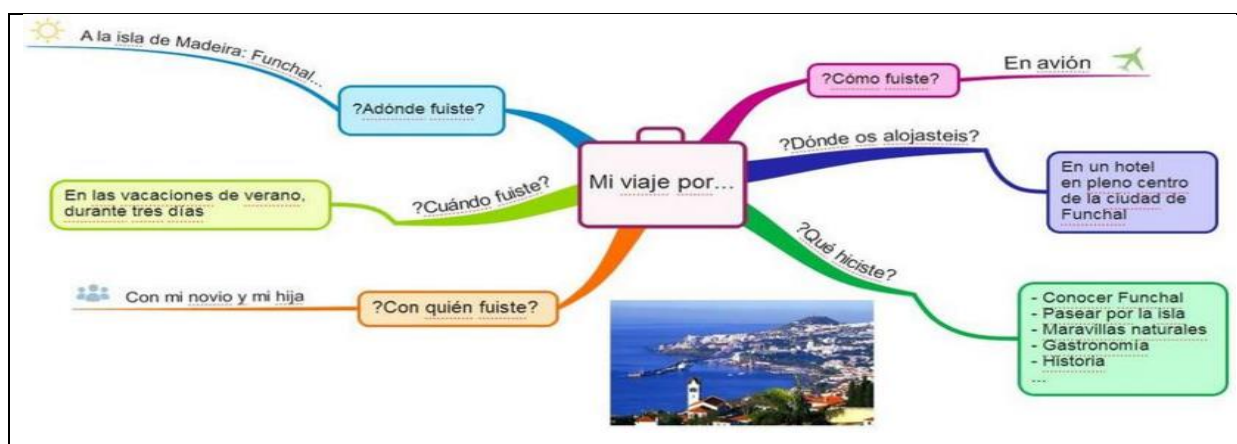 Mi viaje por...
?Adónde fuiste?
A la isla de Madeira: Funchal...
?Cuándo fuiste?
En las vacaciones de verano,
durante tres días
?Con quién fuiste?
Con mi novio y mi hija
?Cómo fuiste?
En avión
?Dónde os alojasteis?
En un hotel
en pleno centro
de la ciudad de
Funchal
?Qué hiciste?
- Conocer Funchal
- Pasear por la isla
- Maravillas naturales
- Gastronomía
- Historia
...